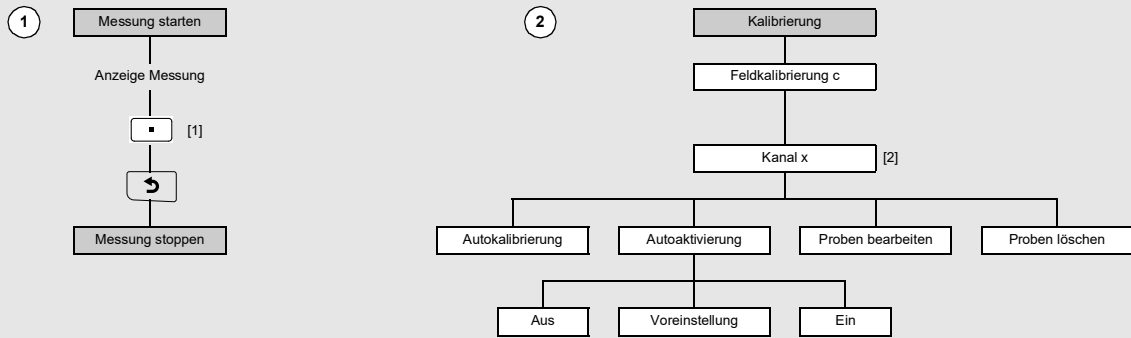 1
Messung starten
Anzeige Messung
[1]
Messung stoppen
2
Kalibrierung
Feldkalibrierung c
Kanal x
[2]
Autokalibrierung
Autoaktivierung
Proben bearbeiten
Proben löschen
Aus
Voreinstellung
Ein